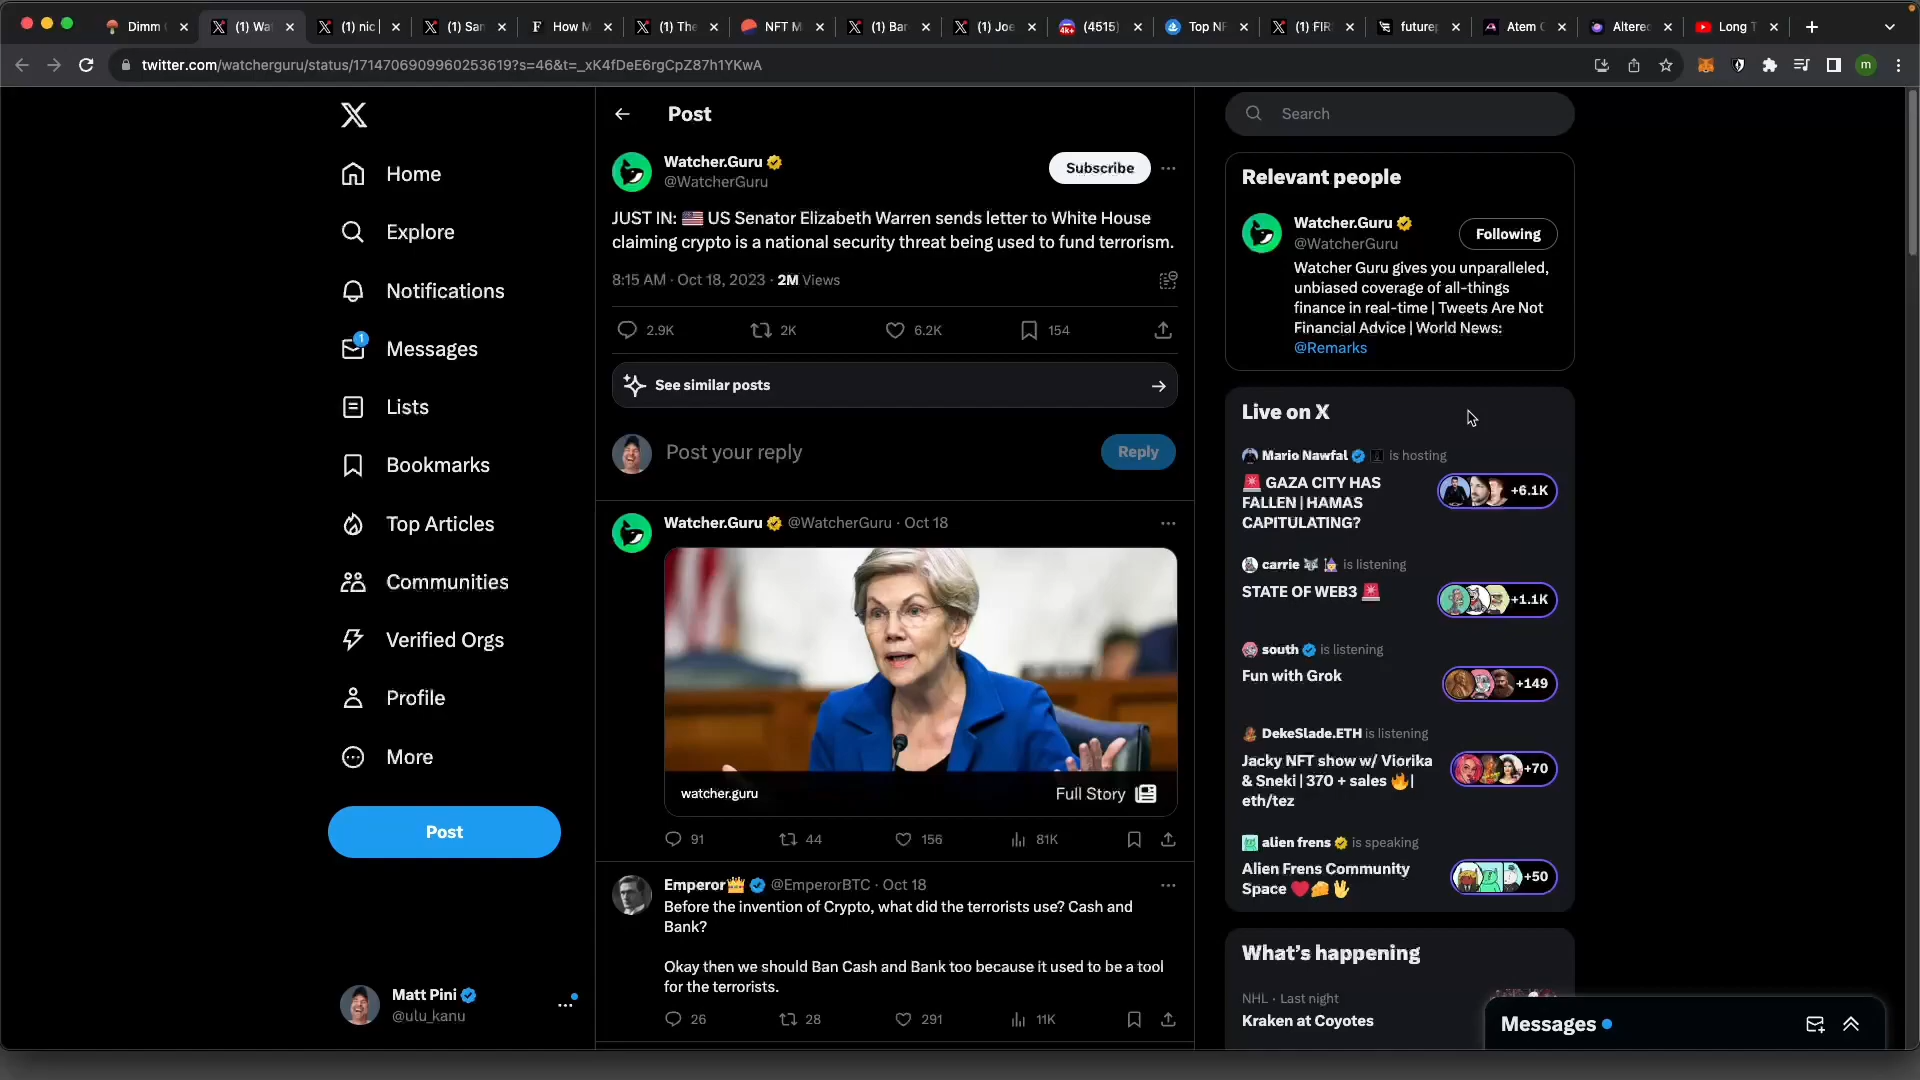 Dimm
(1) Wa
(1) nic |
(1) San
How M
(1) The
NFT M
(1) Bar
(1) Joe
(4515)
Top NF
(1) FIR
future
Atem
Altere
Long T
twitter.com/watcherguru/status/1714706909960253619?s=46&t=_xK4fDeE6rgCpZ87h1YKwA
m
Home
Explore
Notifications
1
Messages
Lists
Bookmarks
Top Articles
Communities
Verified Orgs
Profile
More
Post
Matt Pini
@ulu_kanu
Post
Watcher.Guru
@WatcherGuru
Subscribe
JUST IN: 🇺🇸 US Senator Elizabeth Warren sends letter to White House
claiming crypto is a national security threat being used to fund terrorism.
8:15 AM · Oct 18, 2023 · 2M Views
2.9K 2K 6.2K 154
See similar posts
Post your reply
Reply
Watcher.Guru @WatcherGuru · Oct 18
watcher.guru
Full Story
91 44 156 81K
Emperor👑 @EmperorBTC · Oct 18
Before the invention of Crypto, what did the terrorists use? Cash and
Bank?
Okay then we should Ban Cash and Bank too because it used to be a tool
for the terrorists.
26 28 291 11K
Search
Relevant people
Watcher.Guru
@WatcherGuru
Following
Watcher Guru gives you unparalleled,
unbiased coverage of all-things
finance in real-time | Tweets Are Not
Financial Advice | World News:
@Remarks
Live on X
Mario Nawfal is hosting
🚨 GAZA CITY HAS
FALLEN | HAMAS
CAPITULATING?
+6.1K
carrie is listening
STATE OF WEB3 🚨
+1.1K
south is listening
Fun with Grok
+149
DekeSlade.ETH is listening
Jacky NFT show w/ Viorika
& Sneki | 370 + sales 🔥|
eth/tez
+70
alien frens is speaking
Alien Frens Community
Space ❤️🧀🖖
+50
What's happening
NHL · Last night
Kraken at Coyotes
Messages